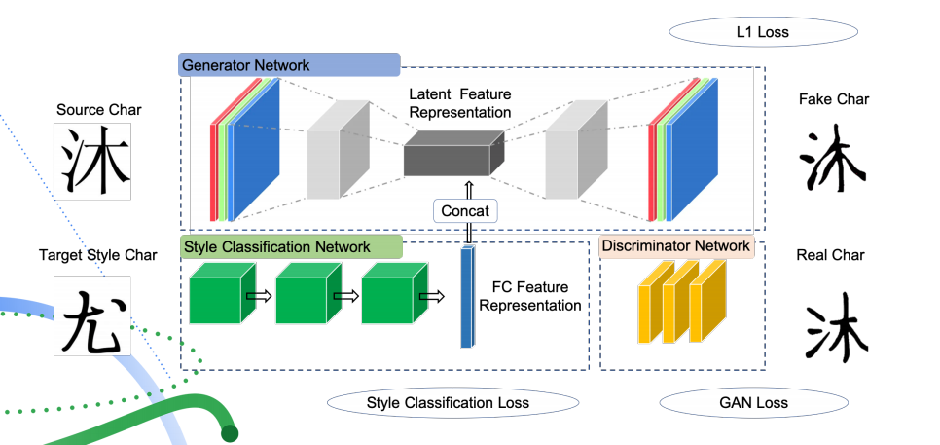 L1 Loss
Generator Network
Source Char
沐
Latent Feature
Representation
Fake Char
沐
Concat
Target Style Char
尤
Style Classification Network
FC Feature
Representation
Discriminator Network
Real Char
沐
Style Classification Loss
GAN Loss